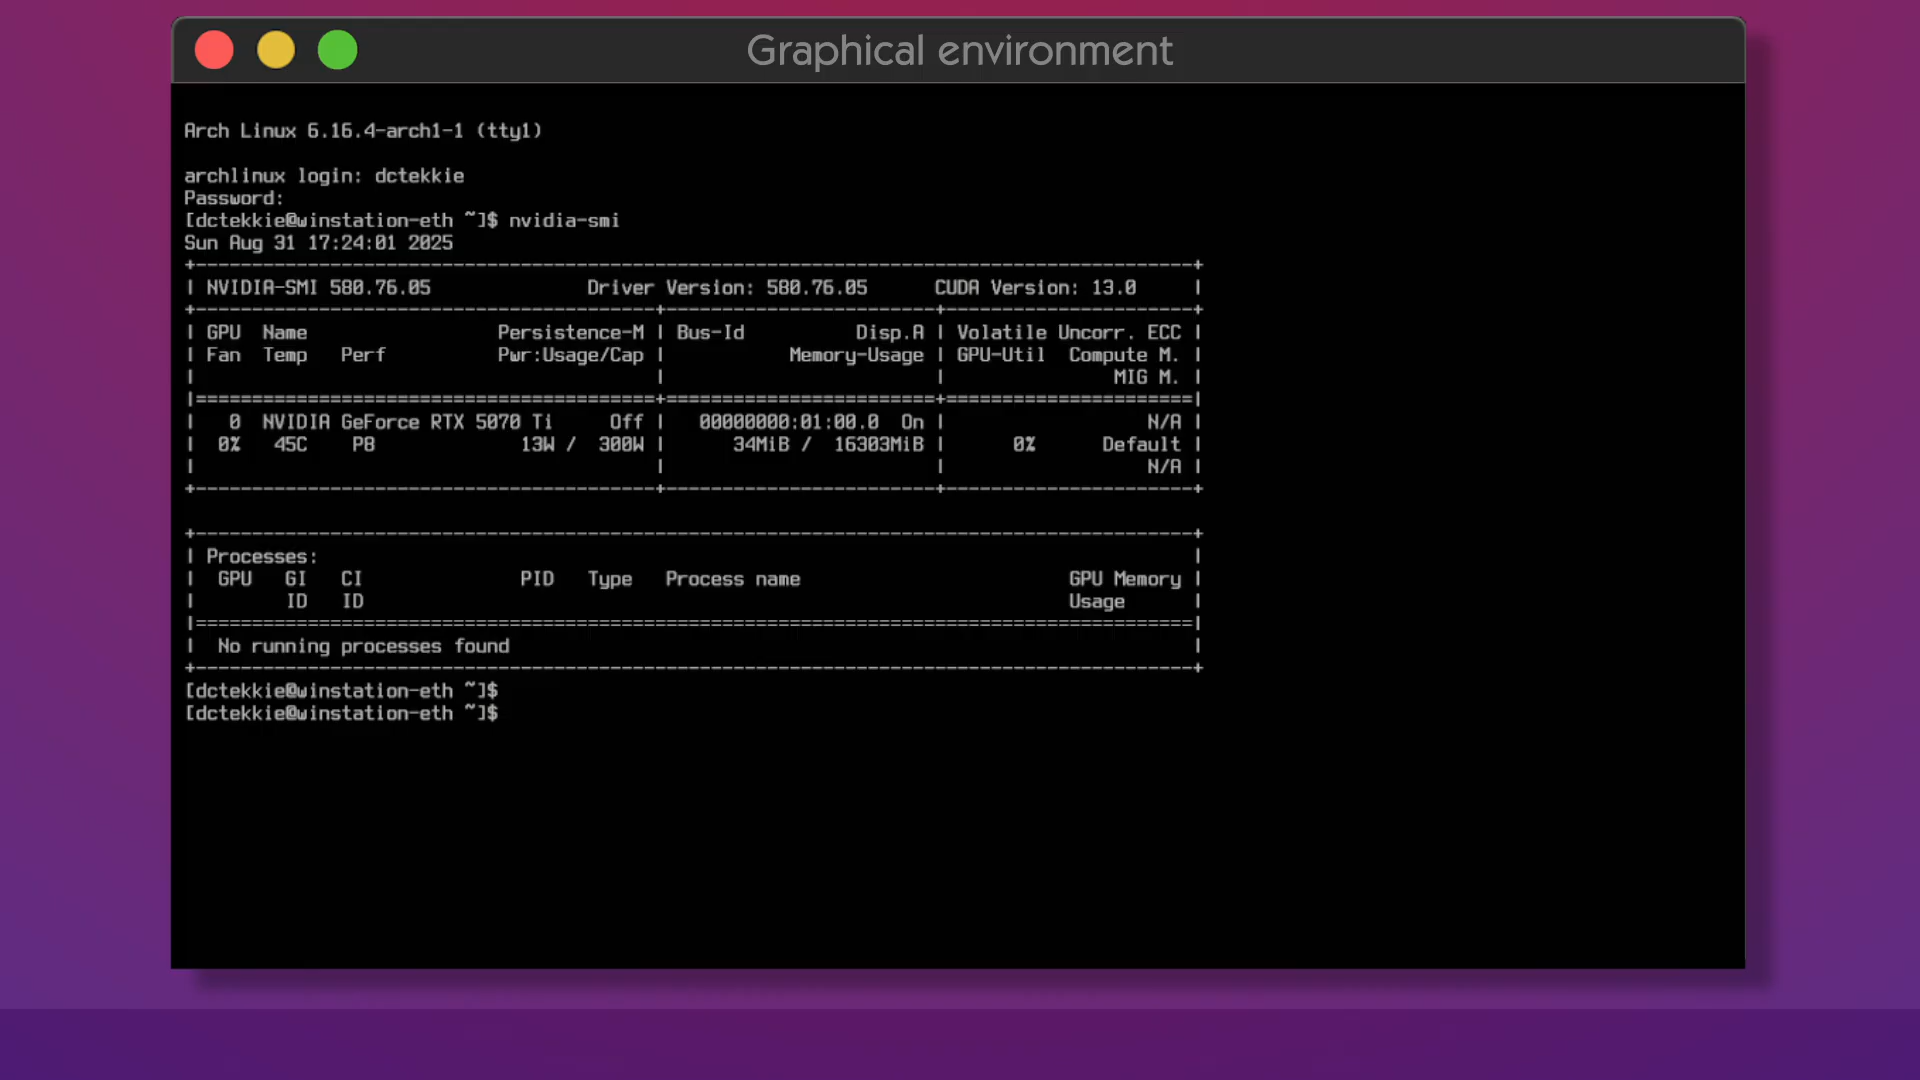 Graphical environment
Arch Linux 6.16.4-arch1-1 (tty1)
archlinux login: dctekkie
Password:
[dctekkie@winstation-eth ~]$ nvidia-smi
Sun Aug 31 17:24:01 2025
+-----------------------------------------------------------------------------------------+
| NVIDIA-SMI 580.76.05              Driver Version: 580.76.05      CUDA Version: 13.0     |
+-----------------------------------------+------------------------+----------------------+
| GPU  Name                 Persistence-M | Bus-Id          Disp.A | Volatile Uncorr. ECC |
| Fan  Temp   Perf          Pwr:Usage/Cap |           Memory-Usage | GPU-Util  Compute M. |
|                                         |                        |               MIG M. |
|=========================================+========================+======================|
|   0  NVIDIA GeForce RTX 5070 Ti     Off |   00000000:01:00.0  On |                  N/A |
|  0%   45C    P8              13W /  300W |      34MiB /  16303MiB |      0%      Default |
|                                         |                        |                  N/A |
+-----------------------------------------+------------------------+----------------------+
+-----------------------------------------------------------------------------------------+
| Processes:                                                                              |
|  GPU   GI   CI              PID   Type   Process name                        GPU Memory |
|        ID   ID                                                               Usage      |
|=========================================================================================|
|  No running processes found                                                             |
+-----------------------------------------------------------------------------------------+
[dctekkie@winstation-eth ~]$
[dctekkie@winstation-eth ~]$